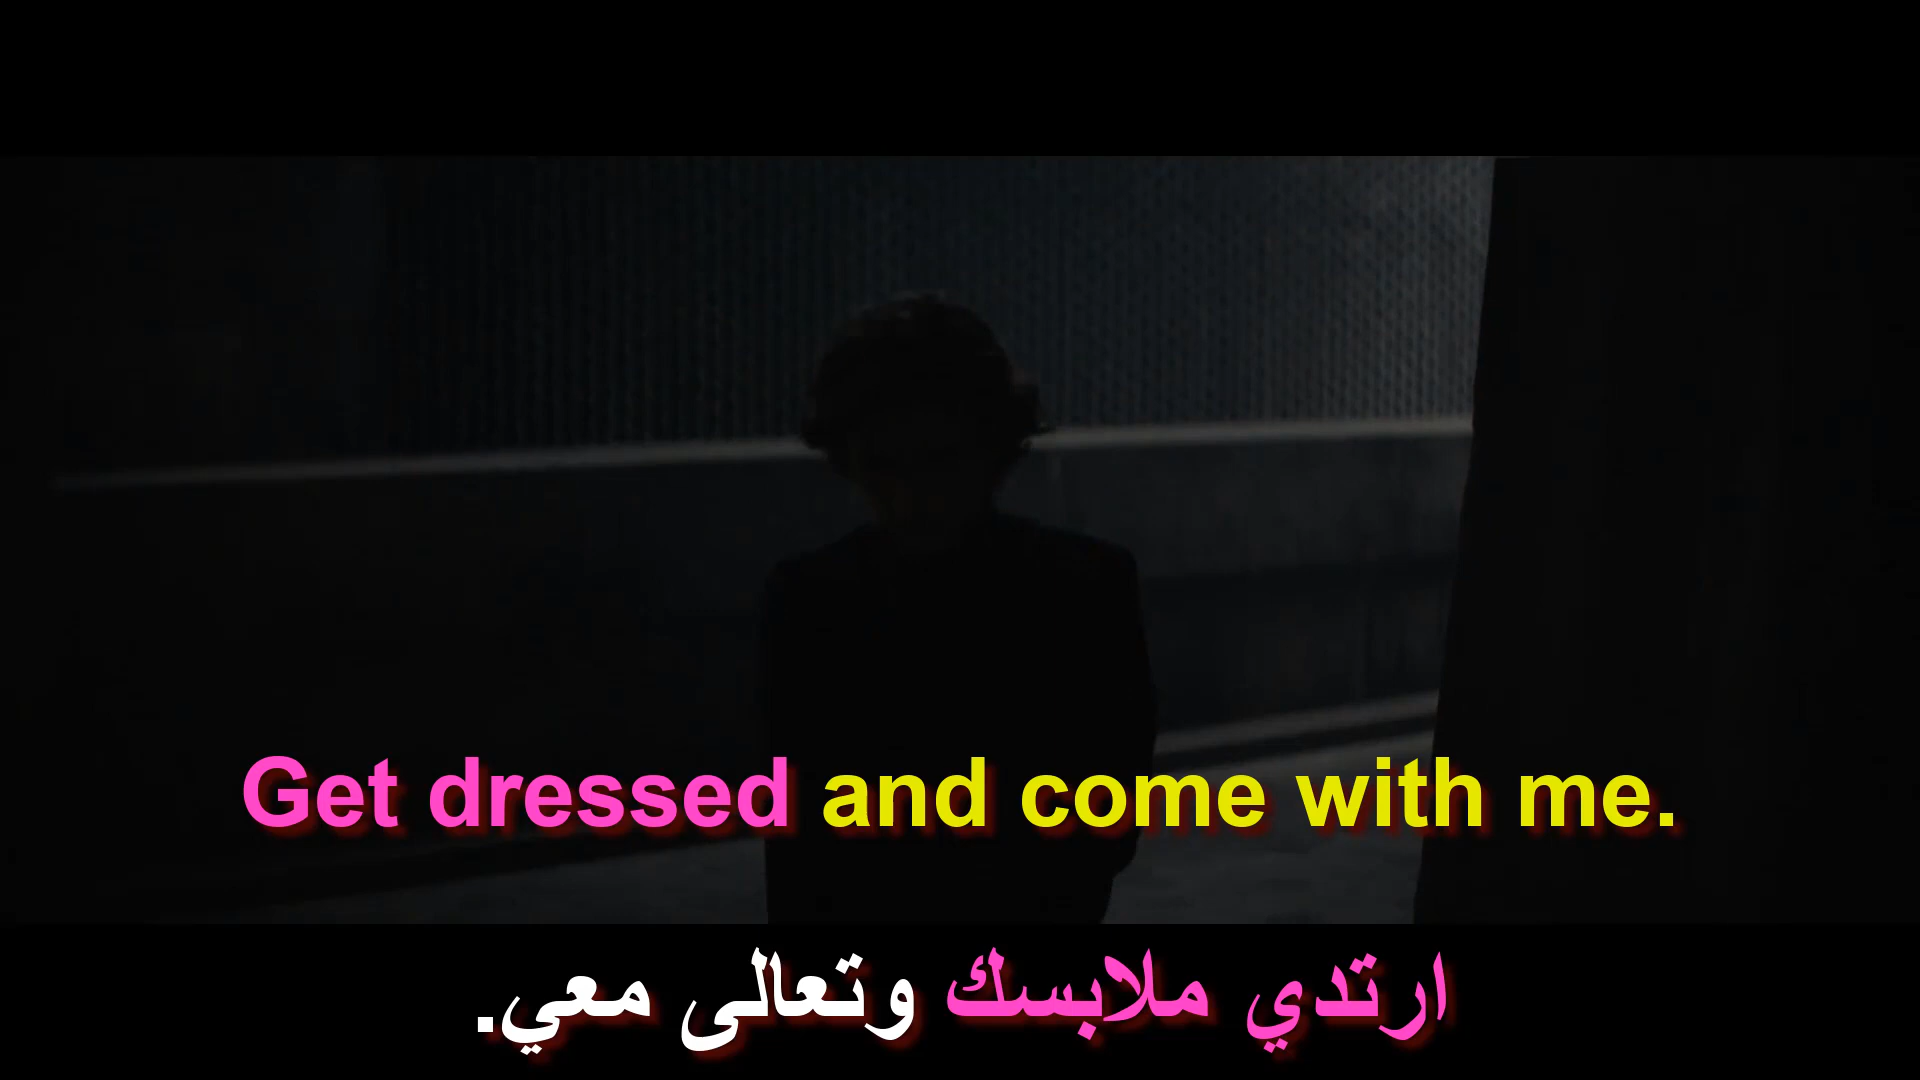 Get dressed and come with me.
ارتدي ملابسك وتعالى معي.